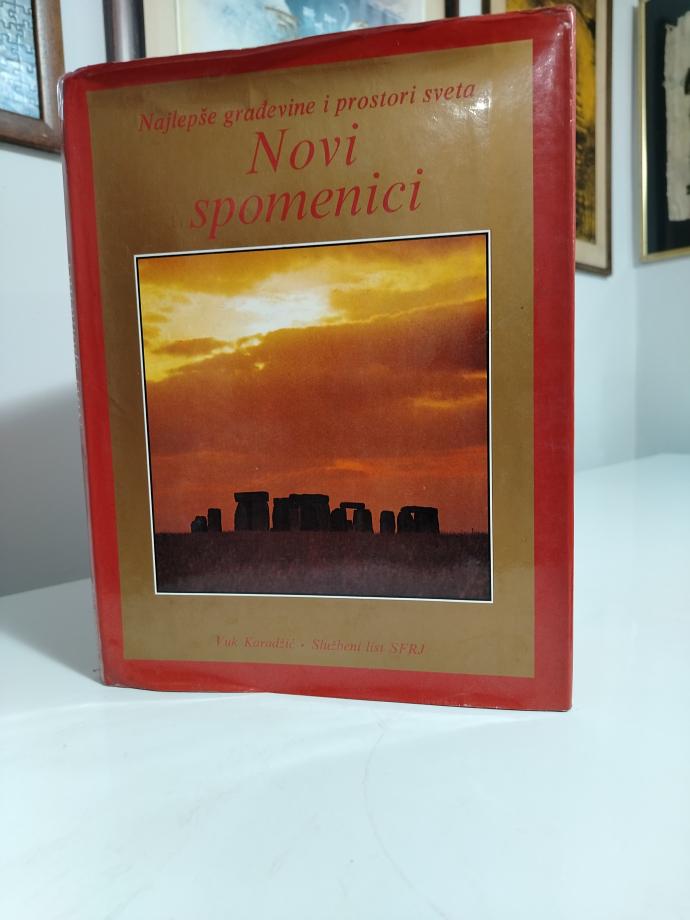 Najlepše građevine i prostori sveta
Novi
spomenici
Vuk Karadžić • Službeni list SFRJ